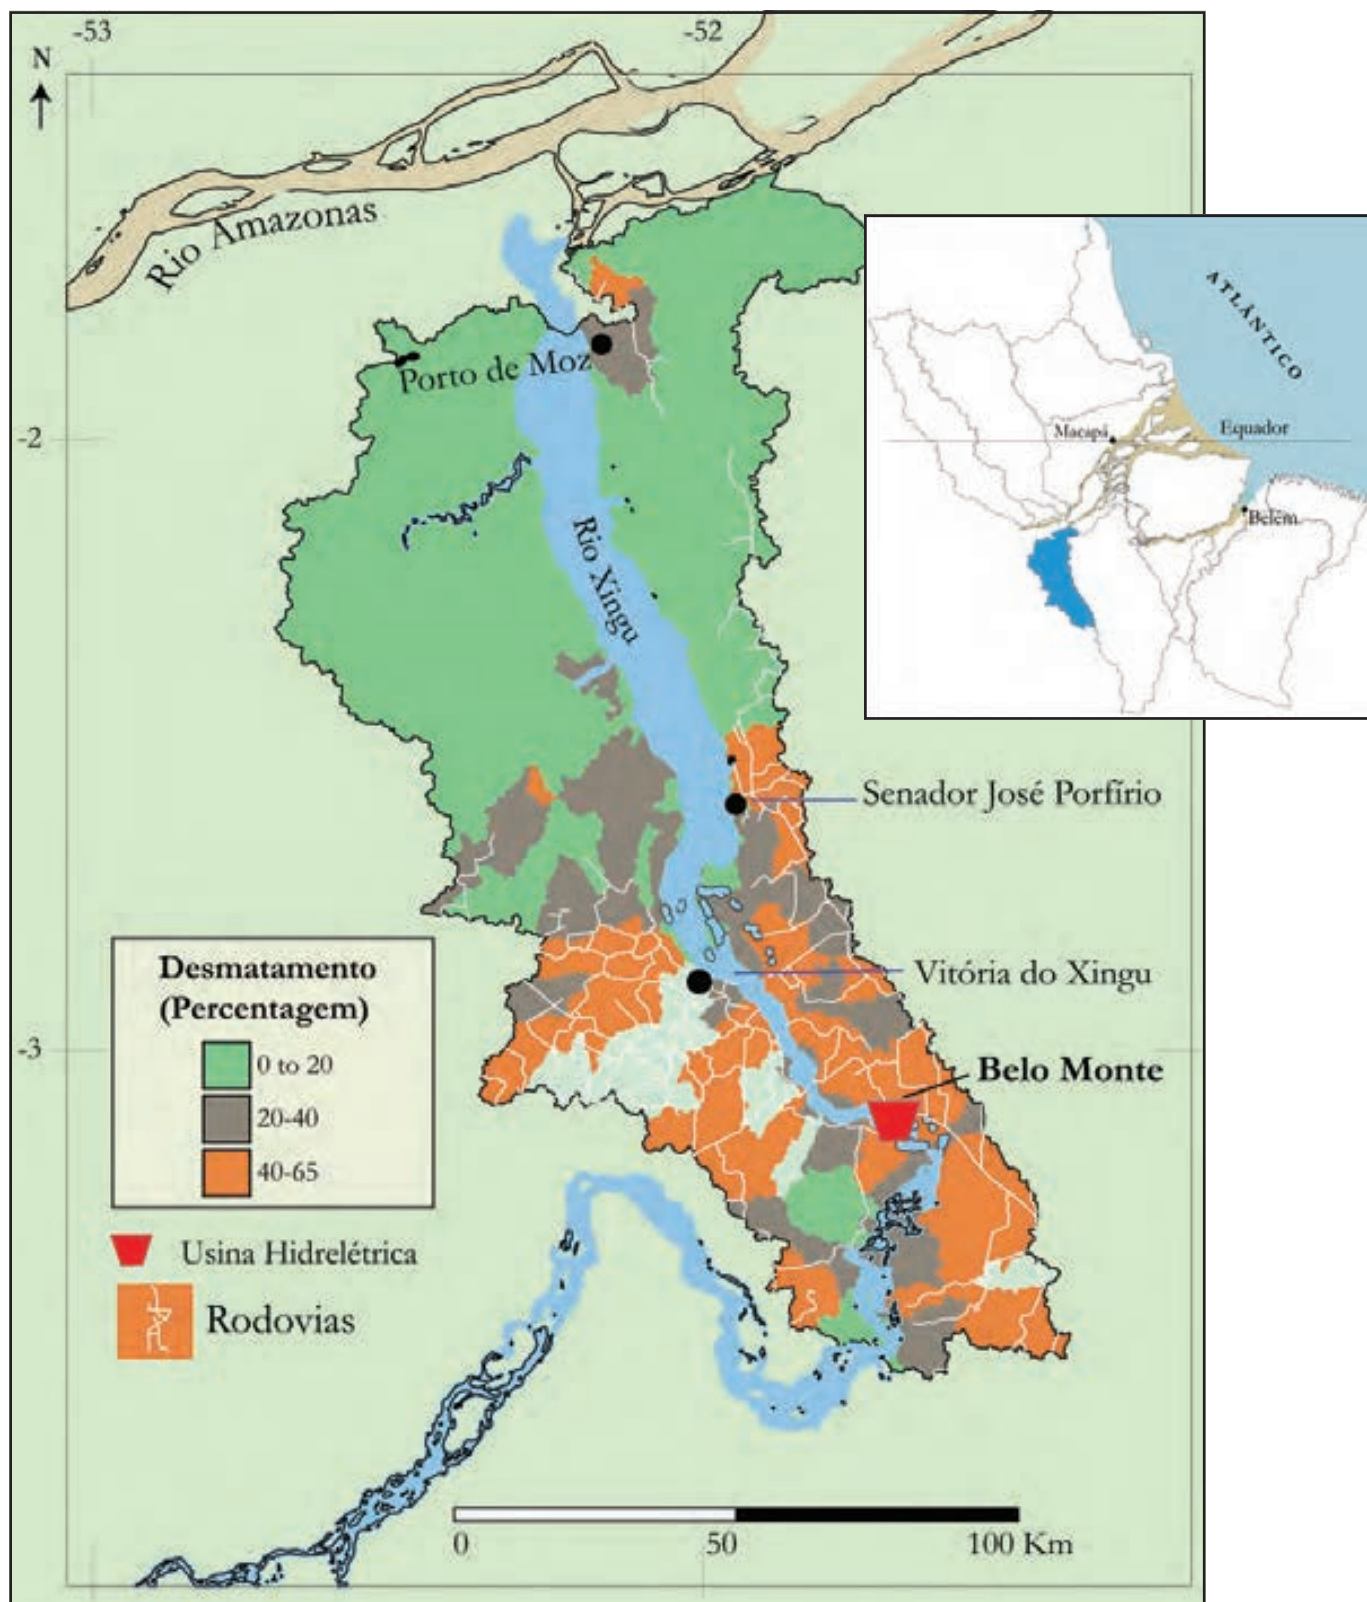 -53
-52
N
Rio Amazonas
ATLÁNTICO
Macapá
Equador
Belém
Porto de Moz
-2
Rio Xingu
Senador José Porfírio
Vitória do Xingu
Desmatamento
(Percentagem)
-3
0 to 20
Belo Monte
20-40
40-65
Usina Hidrelétrica
Rodovias
0
50
100 Km